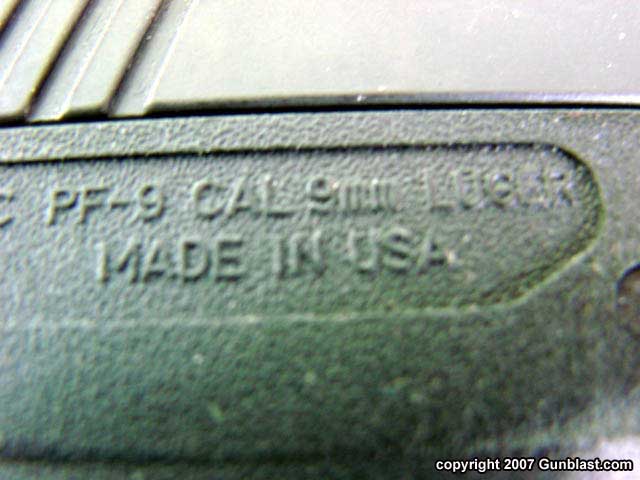 C PF-9 CAL 9mm LUGER
MADE IN USA
copyright 2007 Gunblast.com